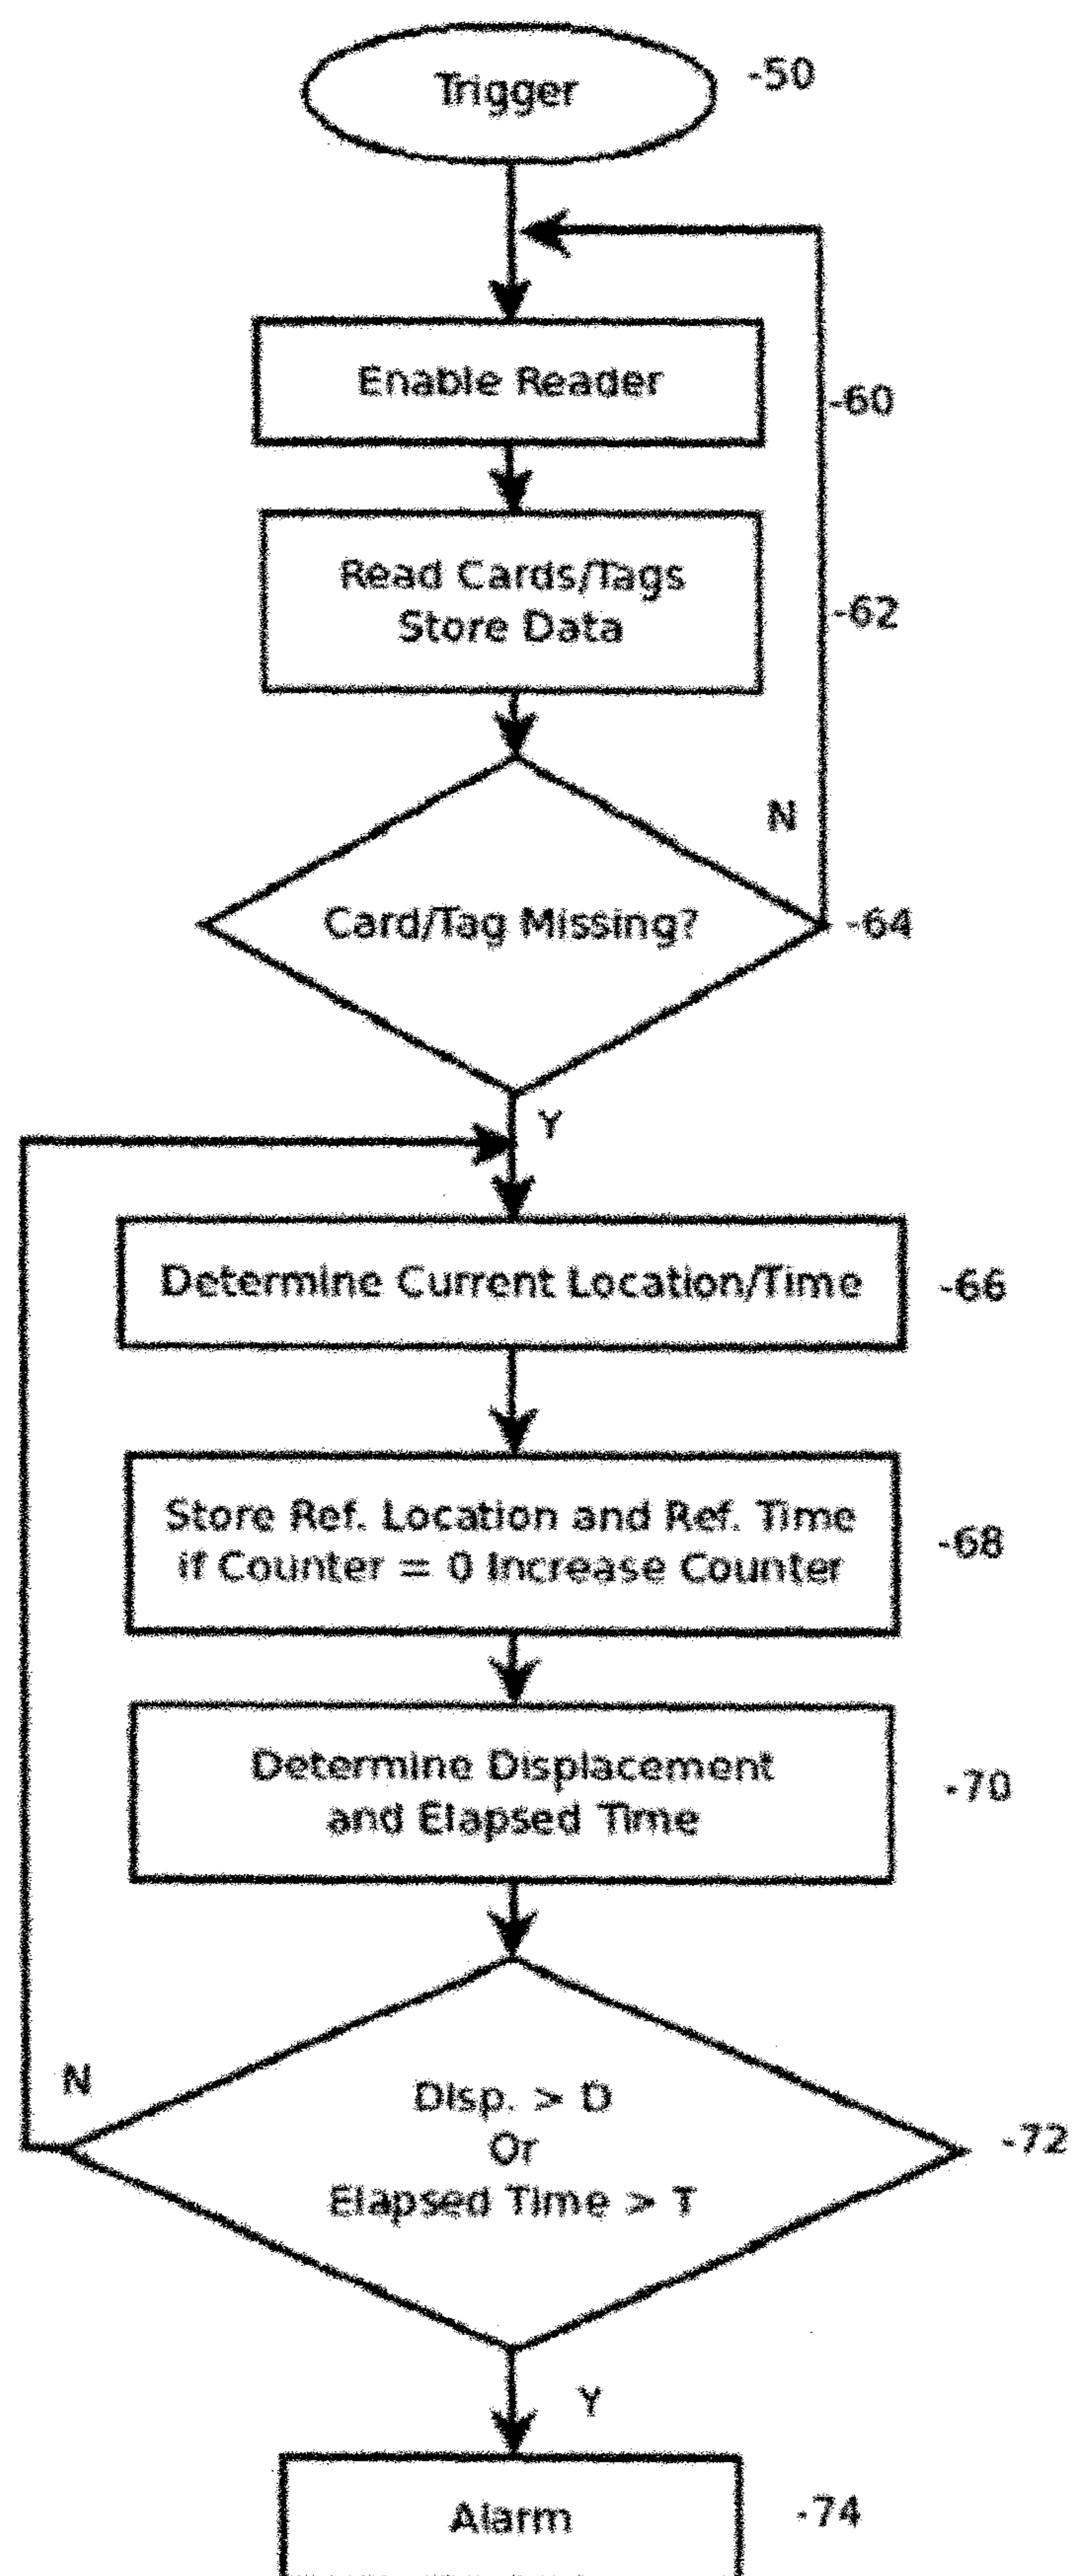 Trigger -50
Enable Reader -60
Read Cards/Tags
Store Data -62
N
Card/Tag Missing? -64
Y
Determine Current Location/Time -66
Store Ref. Location and Ref. Time
if Counter = 0 Increase Counter -68
Determine Displacement
and Elapsed Time -70
N
Disp. > D
Or -72
Elapsed Time > T
Y
Alarm -74